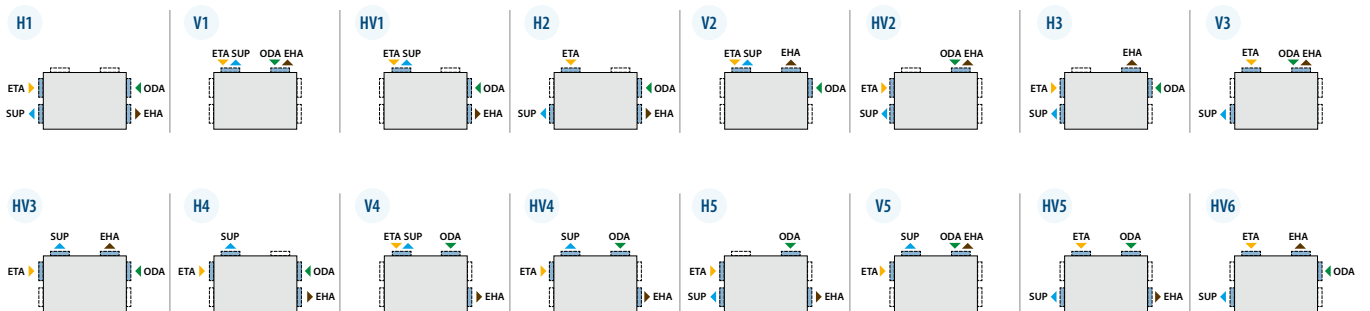 H1 V1 HV1 H2 V2 HV2 H3 V3
ETA SUP ODA EHA ETA SUP ETA ETA SUP EHA ODA EHA EHA ETA ODA EHA
ETA ODA ODA ODA ODA ETA ETA ODA
SUP EHA EHA SUP EHA SUP SUP
HV3 H4 V4 HV4 H5 V5 HV5 HV6
SUP EHA SUP ETA SUP ODA SUP ODA ODA SUP ODA EHA ETA ODA ETA EHA
ETA ODA ETA ODA ETA ETA ETA ODA
EHA EHA EHA SUP EHA SUP EHA SUP